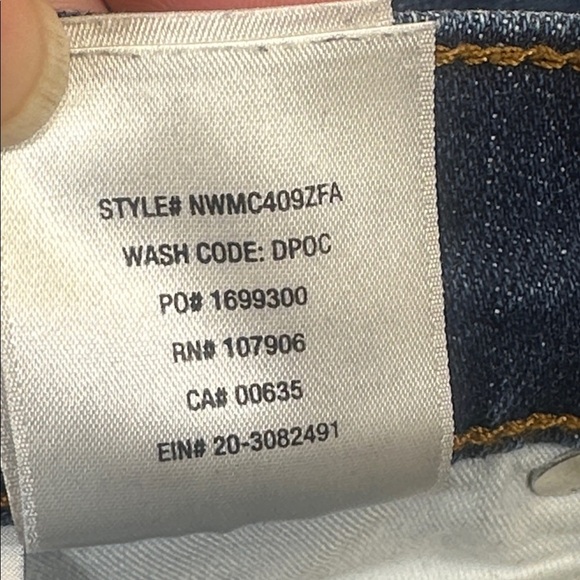 STYLE# NWMC409ZFA
WASH CODE: DPOC
PO# 1699300
RN# 107906
CA# 00635
EIN# 20-3082491